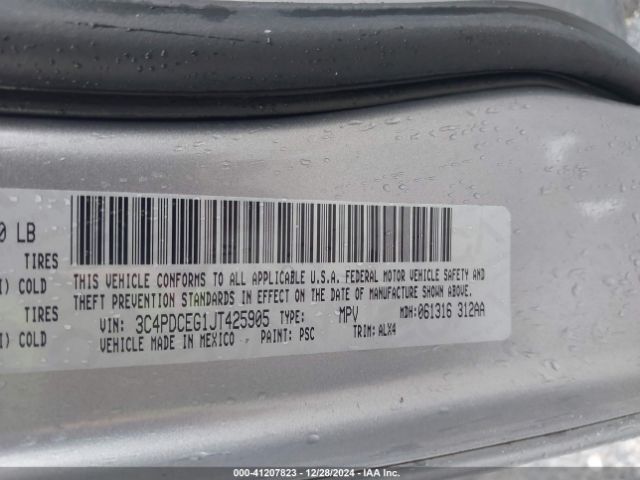 0 LB
TIRES
I) COLD
TIRES
I) COLD
THIS VEHICLE CONFORMS TO ALL APPLICABLE U.S.A. FEDERAL MOTOR VEHICLE SAFETY AND
THEFT PREVENTION STANDARDS IN EFFECT ON THE DATE OF MANUFACTURE SHOWN ABOVE.
VIN: 3C4PDCEG1JT425905 TYPE: MPV MDH: 061316 312AA
VEHICLE MADE IN MEXICO PAINT: PSC TRIM: ALX4
000-41207823 - 12/28/2024 - IAA Inc.